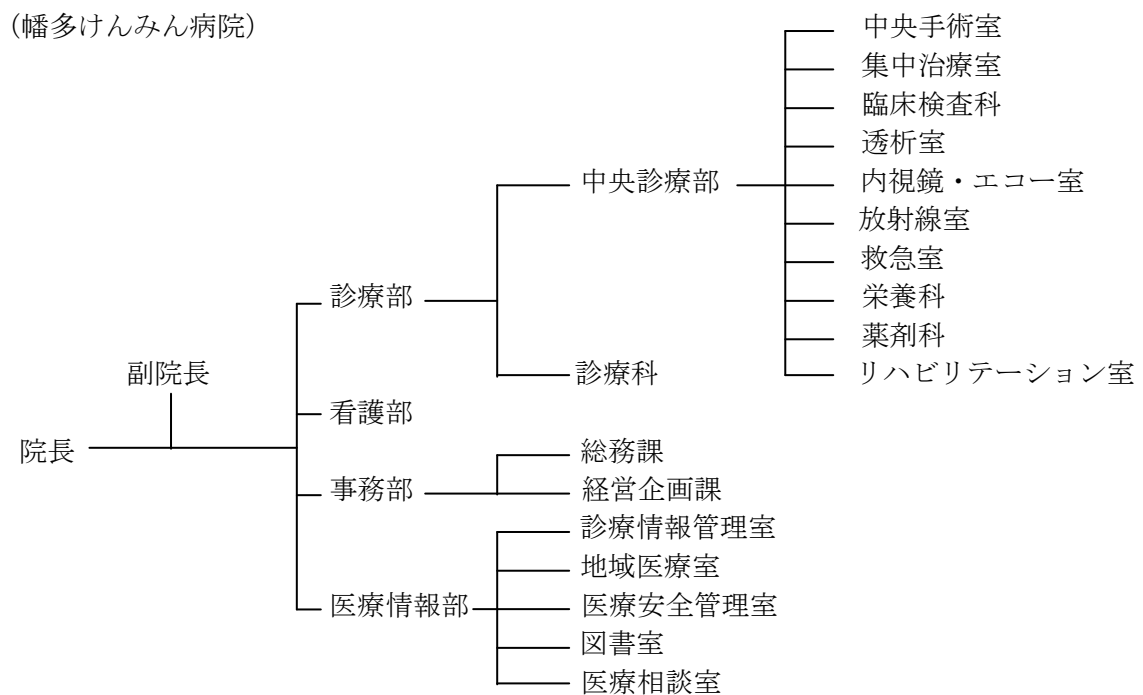 (幡多けんみん病院)
中央手術室
集中治療室
臨床検査科
透析室
中央診療部
内視鏡・エコー室
放射線室
救急室
診療部
栄養科
薬剤科
副院長
診療科
リハビリテーション室
看護部
院長
総務課
事務部
経営企画課
診療情報管理室
地域医療室
医療情報部
医療安全管理室
図書室
医療相談室